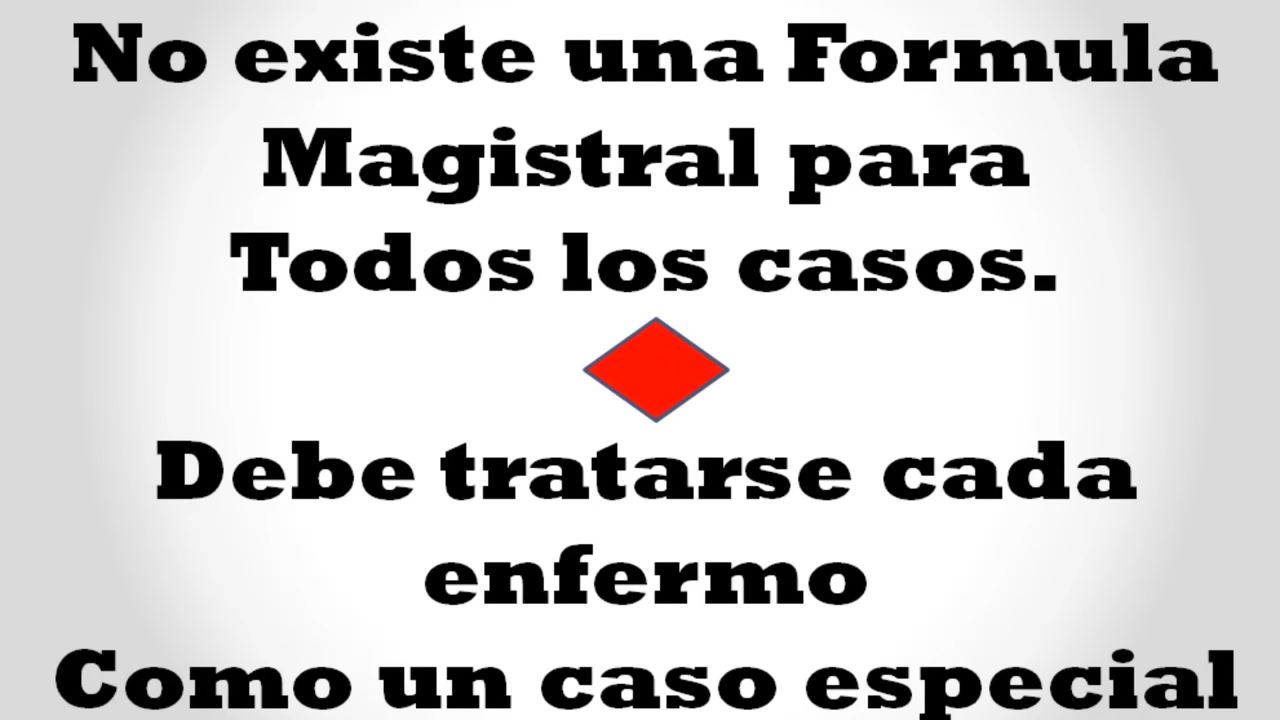 No existe una Formula
Magistral para
Todos los casos.
Debe tratarse cada
enfermo
Como un caso especial